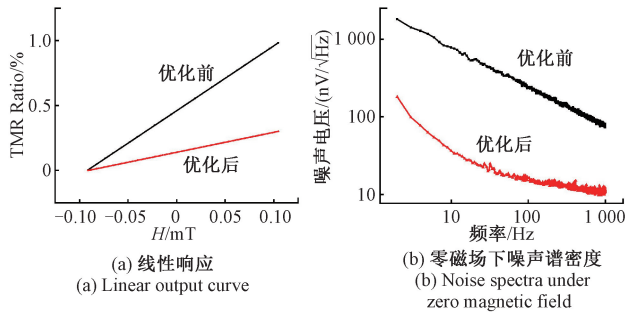 TMR Ratio/%
1.0
0.5
0
优化前
优化后
-0.10
-0.05
0
0.05
0.10
H/mT
(a) 线性响应
(a) Linear output curve
噪声电压/(nV/√Hz)
1 000
100
10
优化前
优化后
10
100
1 000
频率/Hz
(b) 零磁场下噪声谱密度
(b) Noise spectra under
zero magnetic field